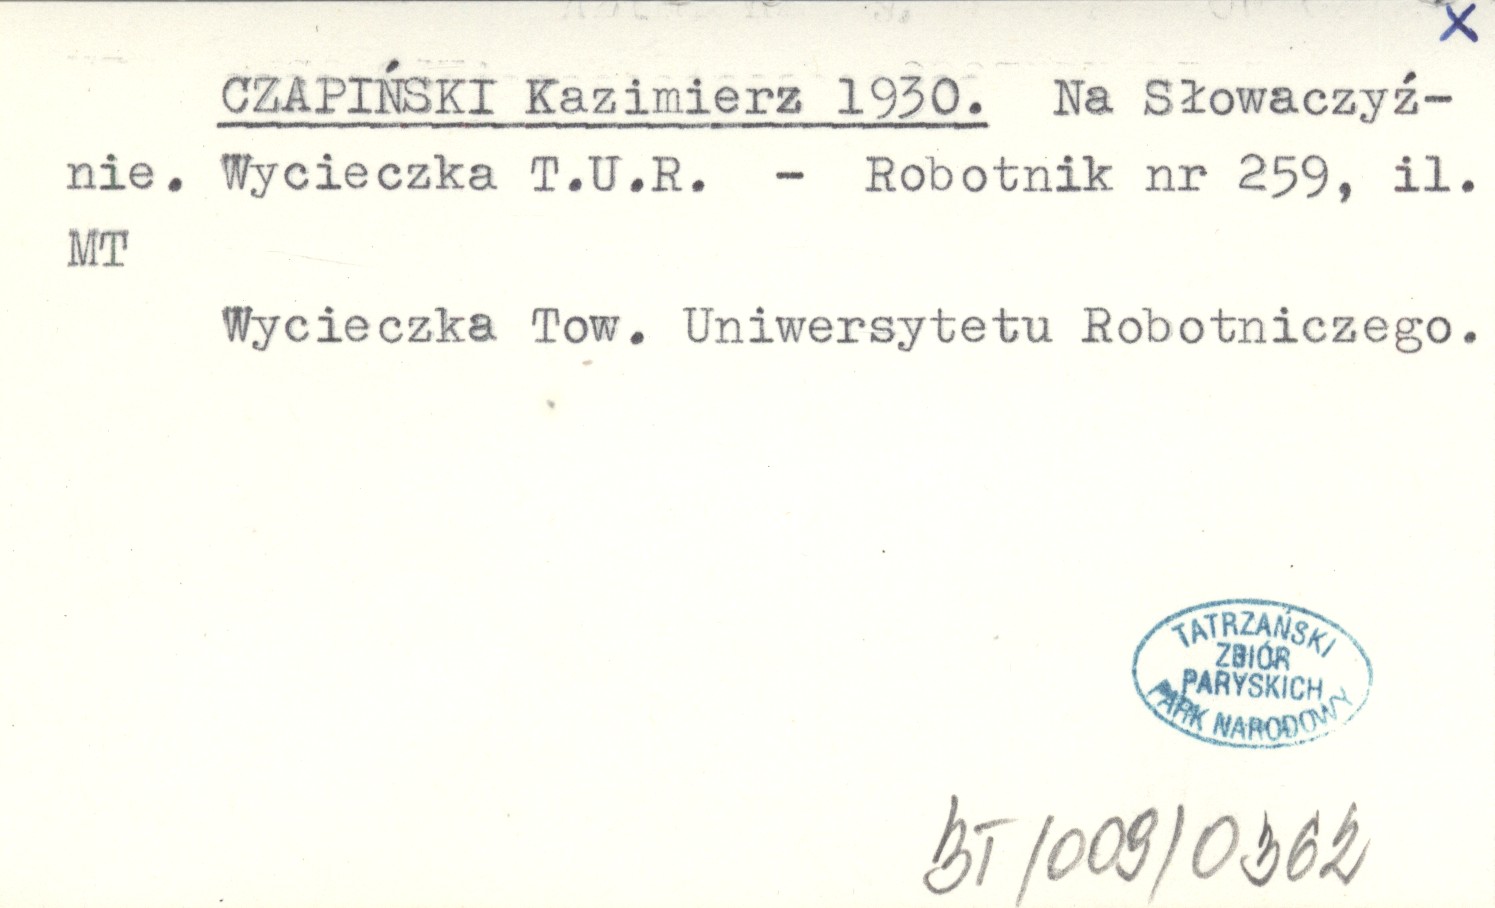 x
CZAPIŃSKI Kazimierz 1930. Na Słowaczyź-
nie. Wycieczka T.U.R. - Robotnik nr 259, il.
MT
Wycieczka Tow. Uniwersytetu Robotniczego.
TATRZAŃSKI
ZBIÓR
PARYSKICH
PARK NARODOWY
BT/009/0362